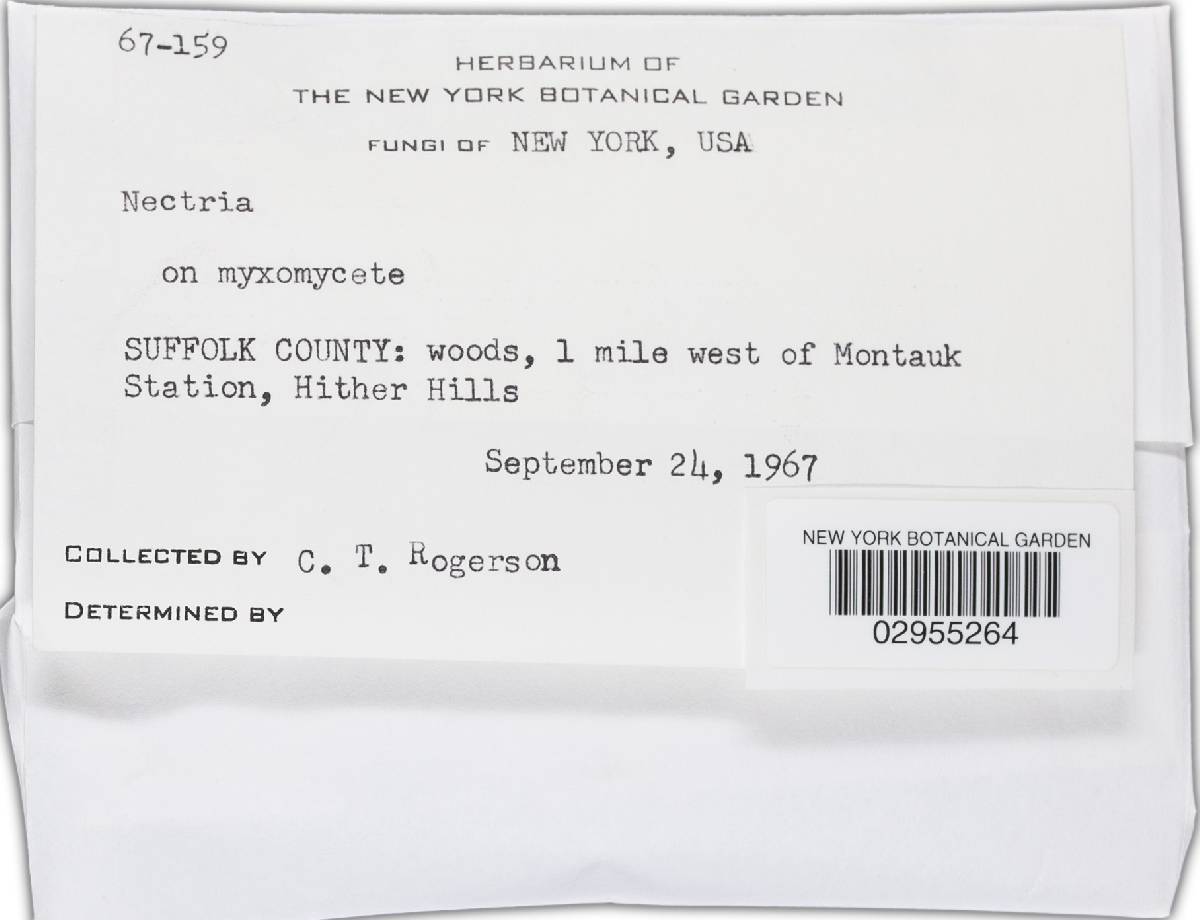 67-159
HERBARIUM OF
THE NEW YORK BOTANICAL GARDEN
FUNGI OF NEW YORK, USA
Nectria
on myxomycete
SUFFOLK COUNTY: woods, 1 mile west of Montauk
Station, Hither Hills
September 24, 1967
COLLECTED BY C. T. Rogerson
DETERMINED BY
NEW YORK BOTANICAL GARDEN
02955264